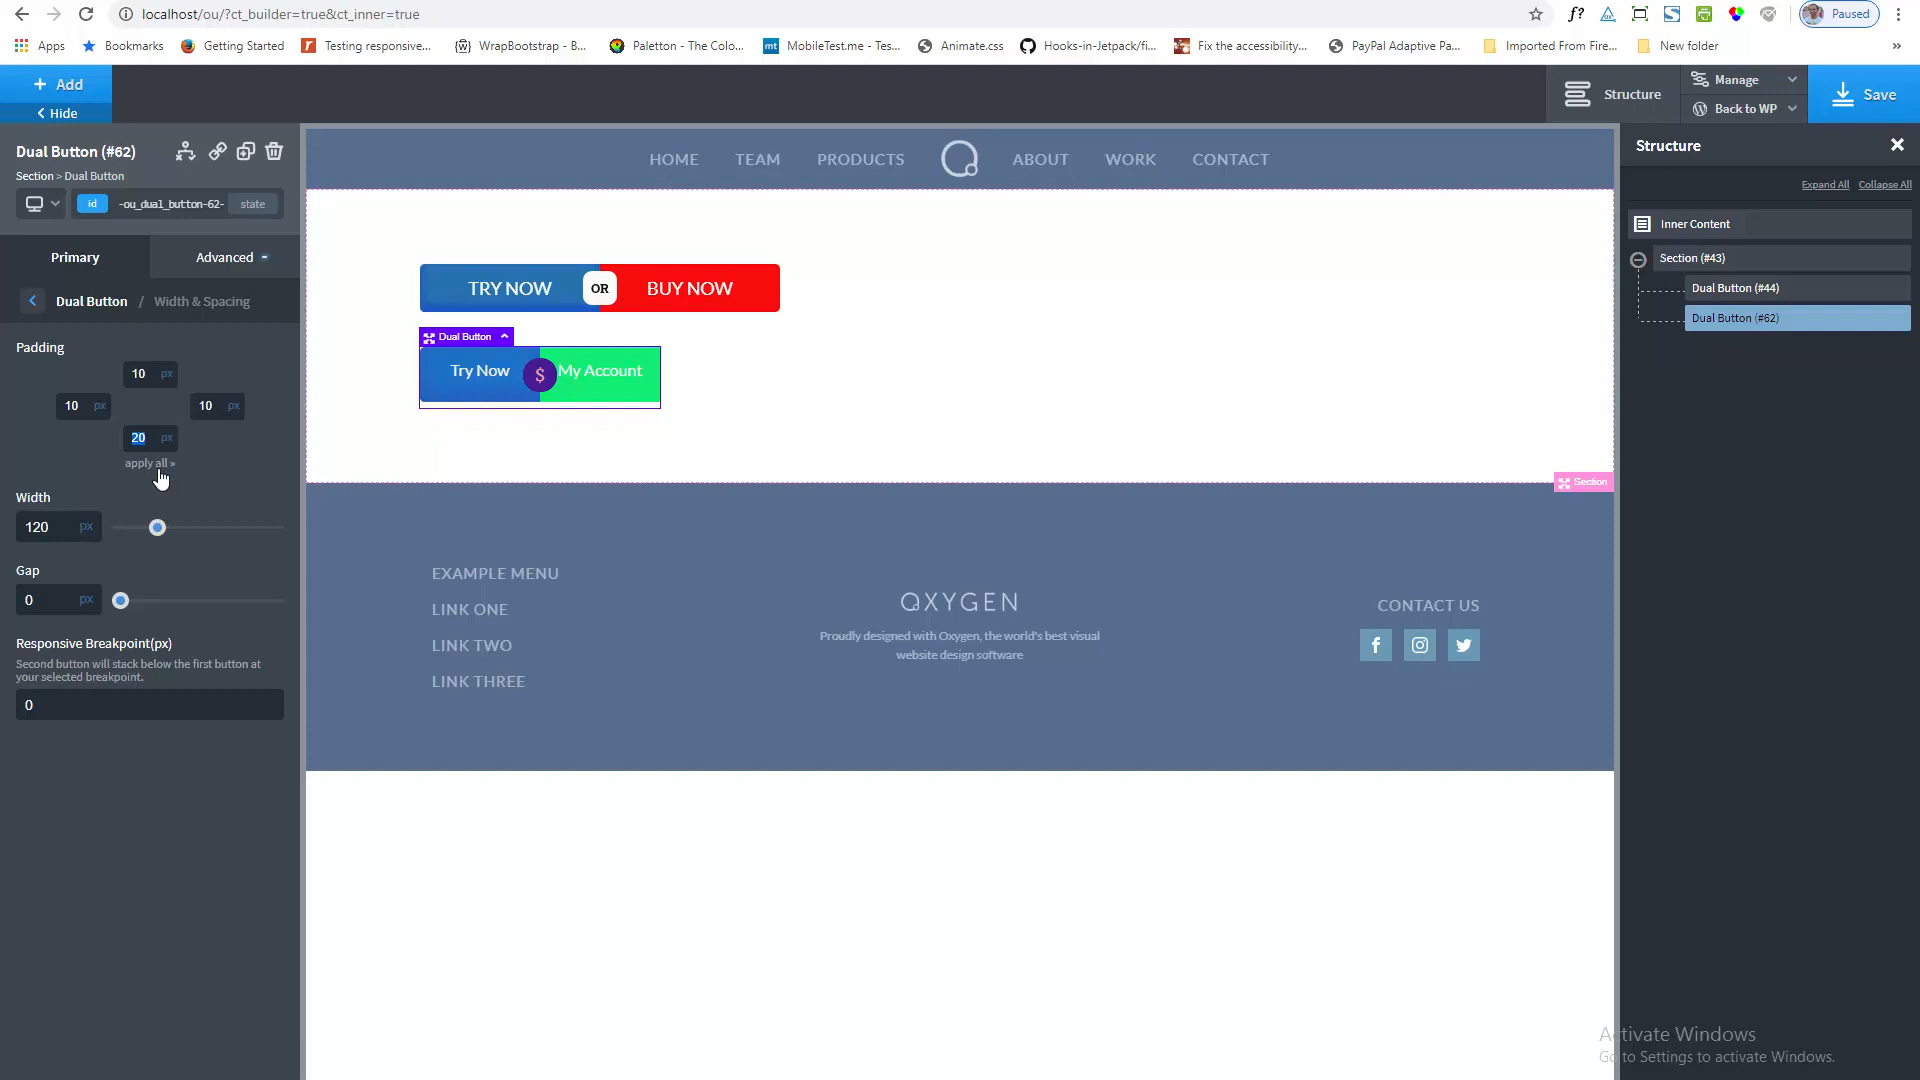 localhost/ou/?ct_builder=true&ct_inner=true
f?
Paused
Apps
Bookmarks
Getting Started
Testing responsive...
WrapBootstrap - B...
Paletton - The Colo...
mt
MobileTest.me - Tes...
Animate.css
Hooks-in-Jetpack/fi...
Fix the accessibility...
PayPal Adaptive Pa...
Imported From Fire...
New folder
»
+ Add
Hide
Structure
Manage
Back to WP
Save
Dual Button (#62)
Section > Dual Button
id
-ou_dual_button-62-
state
Primary
Advanced
Dual Button / Width & Spacing
Padding
10 px
10 px
10 px
20 px
apply all »
Width
120 px
Gap
0 px
Responsive Breakpoint(px)
Second button will stack below the first button at
your selected breakpoint.
0
HOME
TEAM
PRODUCTS
ABOUT
WORK
CONTACT
TRY NOW
OR
BUY NOW
Dual Button
Try Now
$
My Account
Section
EXAMPLE MENU
LINK ONE
LINK TWO
LINK THREE
OXYGEN
Proudly designed with Oxygen, the world's best visual
website design software
CONTACT US
Structure
Expand All
Collapse All
Inner Content
Section (#43)
Dual Button (#44)
Dual Button (#62)
Activate Windows
Go to Settings to activate Windows.